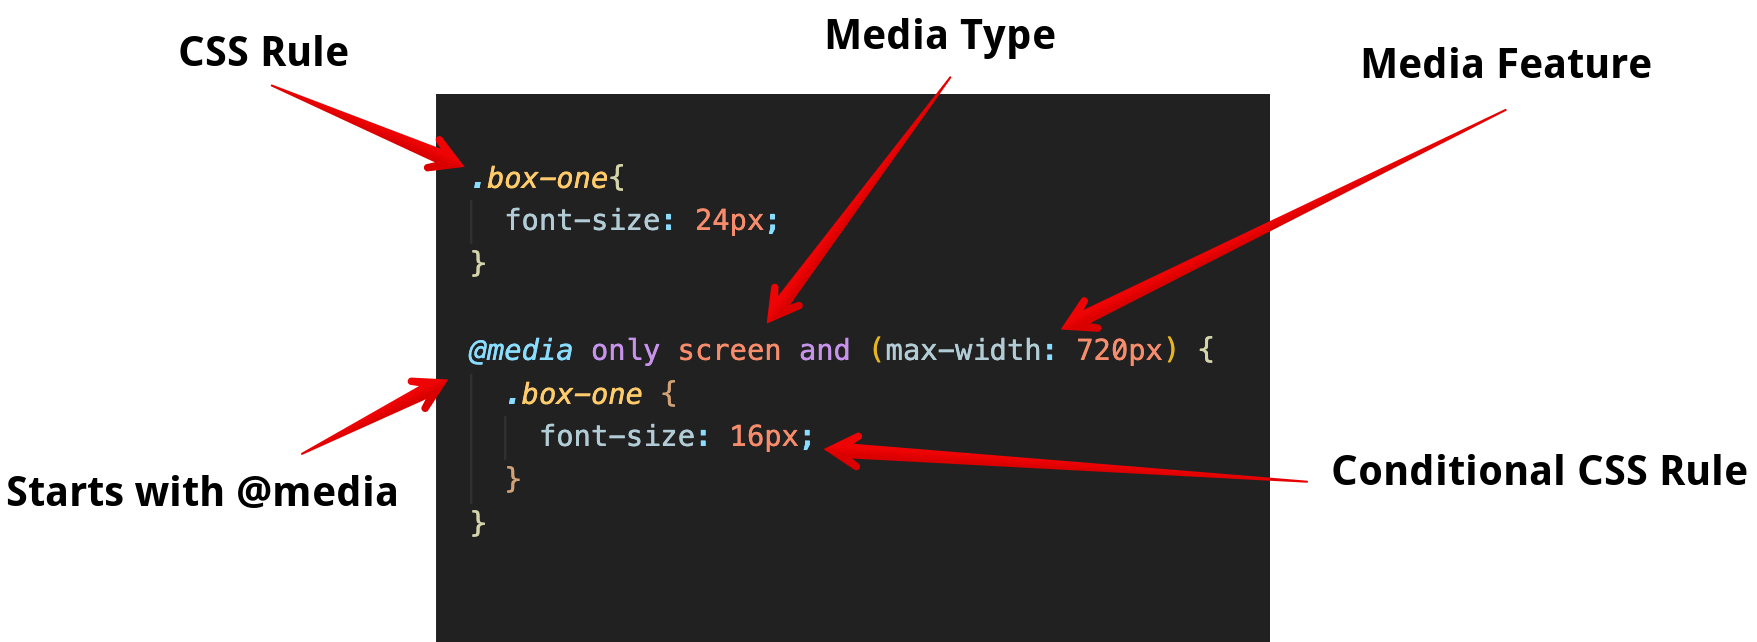 CSS Rule
Media Type
Media Feature
.box-one{
font-size: 24px;
}
@media only screen and (max-width: 720px) {
.box-one {
font-size: 16px;
}
}
Starts with @media
Conditional CSS Rule